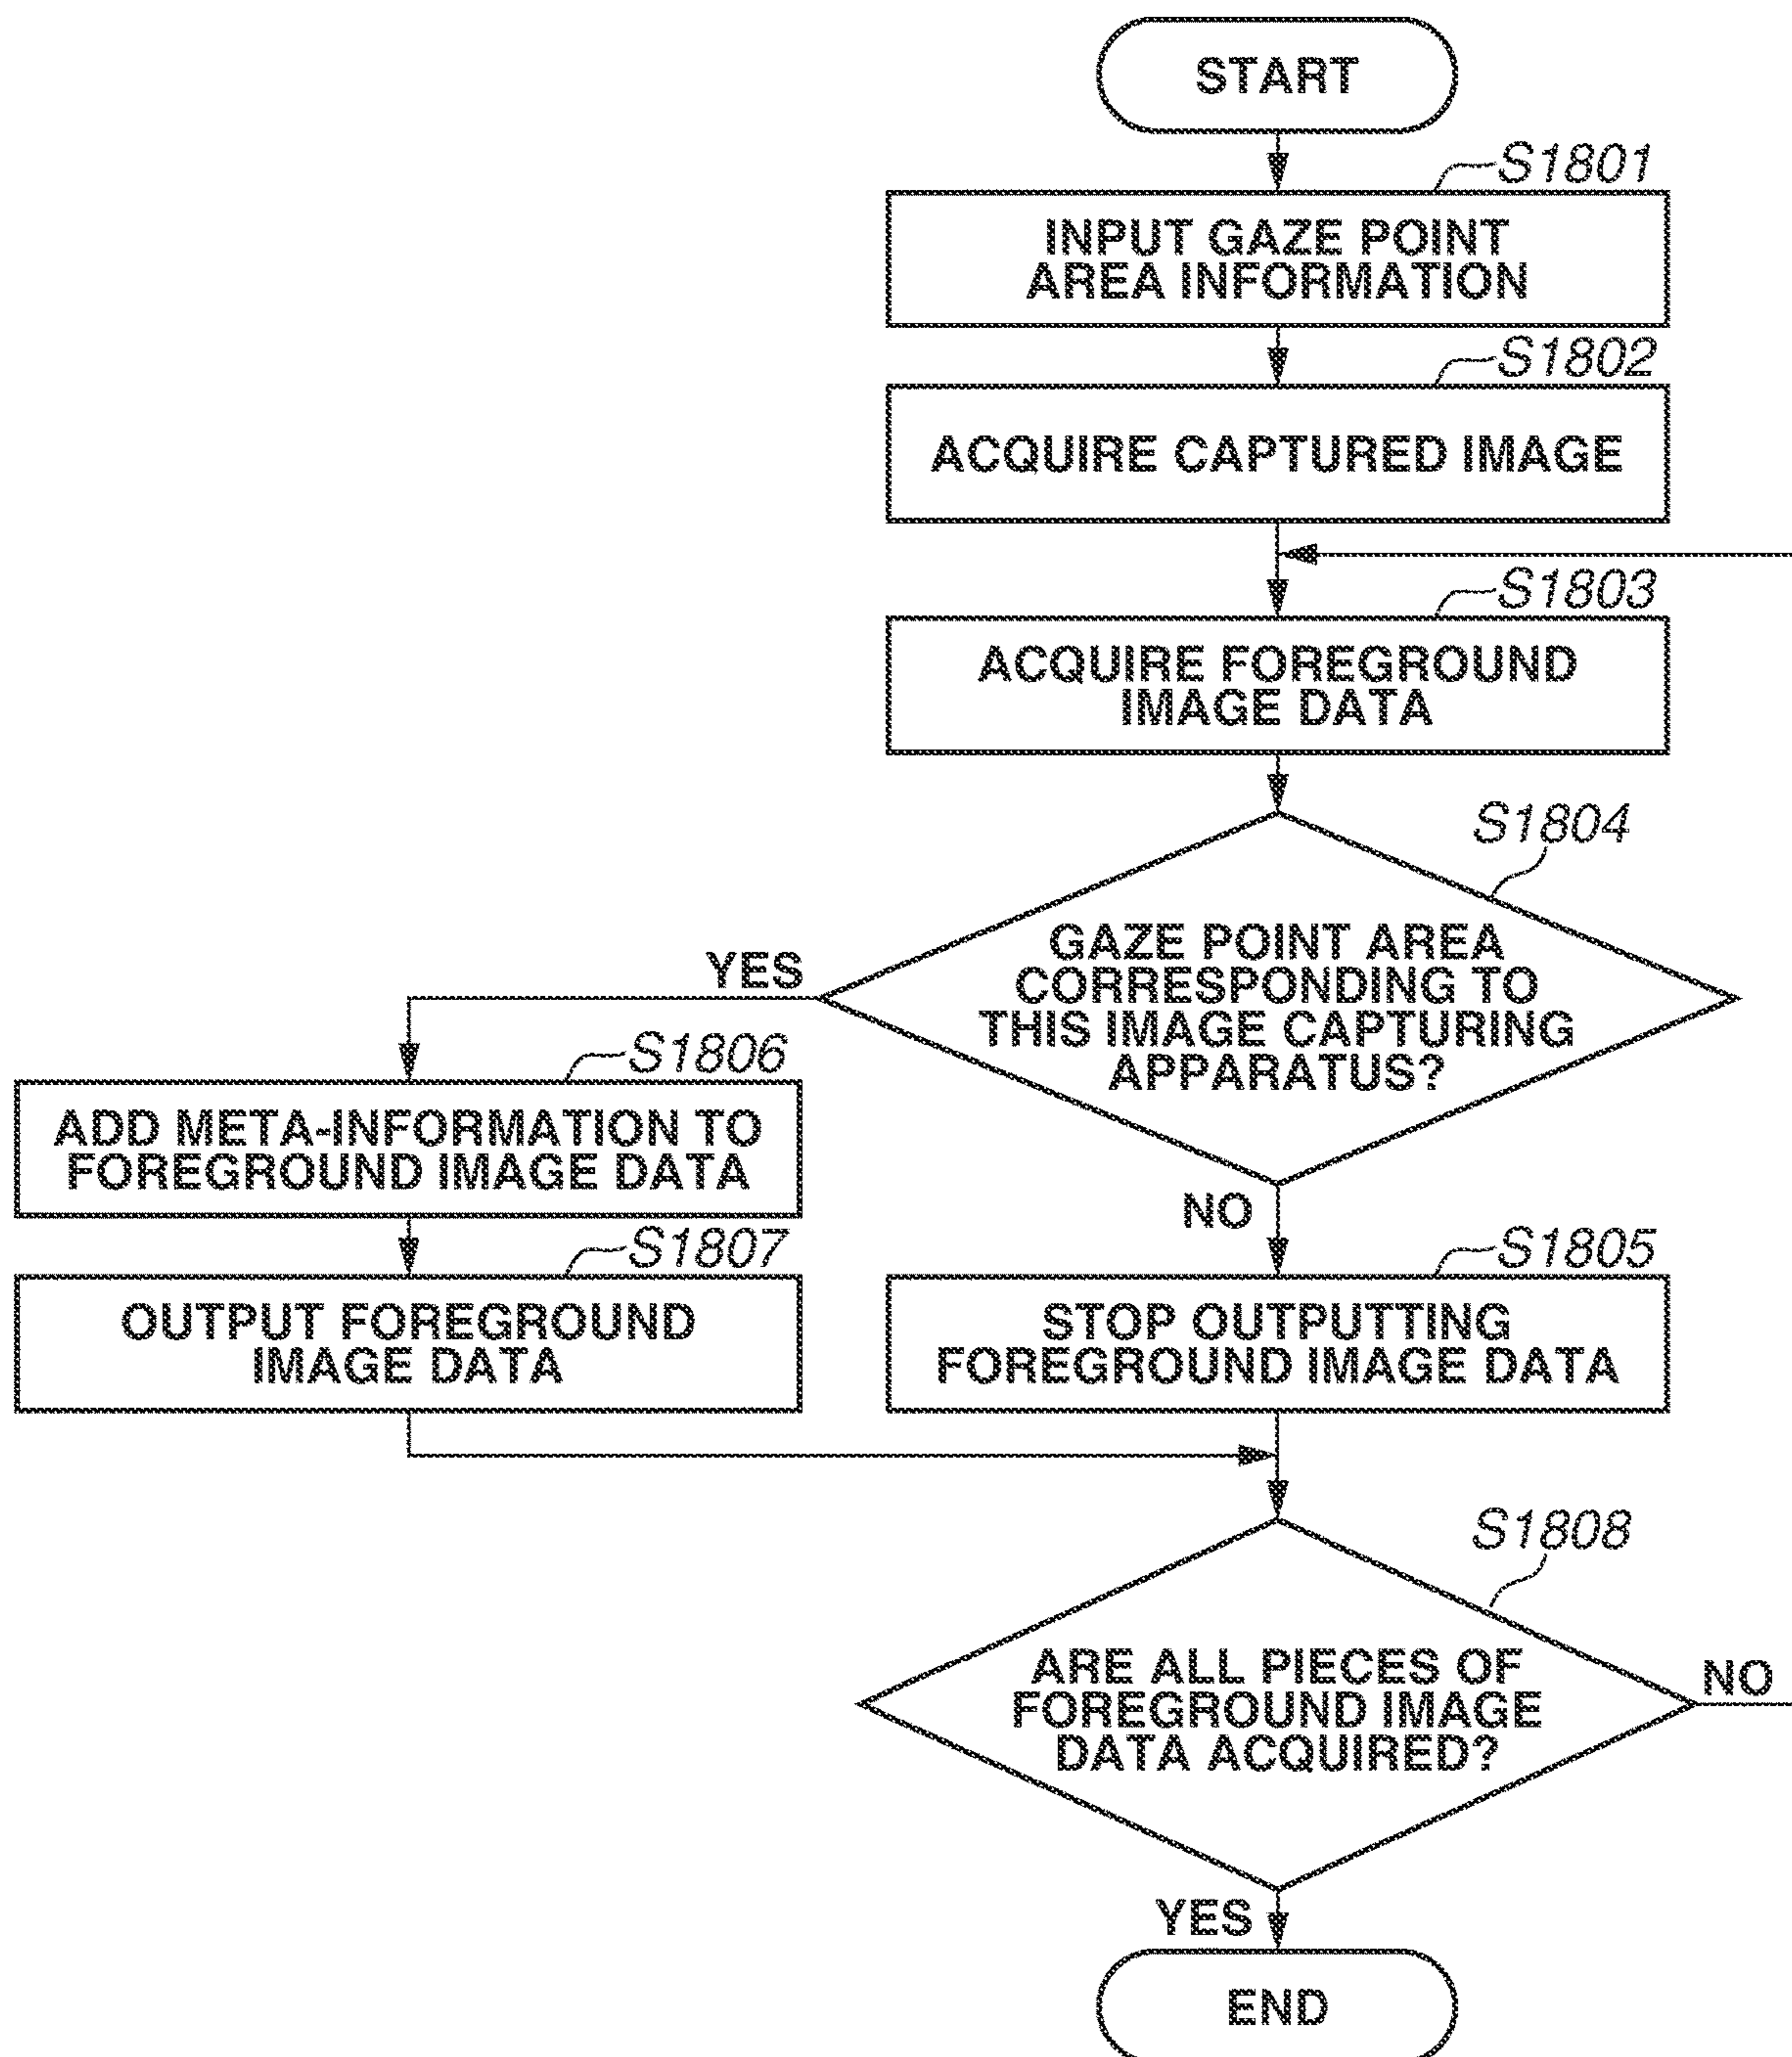 START
S1801
INPUT GAZE POINT
AREA INFORMATION
S1802
ACQUIRE CAPTURED IMAGE
S1803
ACQUIRE FOREGROUND
IMAGE DATA
S1804
GAZE POINT AREA
CORRESPONDING TO
THIS IMAGE CAPTURING
APPARATUS?
YES
NO
S1806
ADD META-INFORMATION TO
FOREGROUND IMAGE DATA
S1807
OUTPUT FOREGROUND
IMAGE DATA
S1805
STOP OUTPUTTING
FOREGROUND IMAGE DATA
S1808
ARE ALL PIECES OF
FOREGROUND IMAGE
DATA ACQUIRED?
NO
YES
END